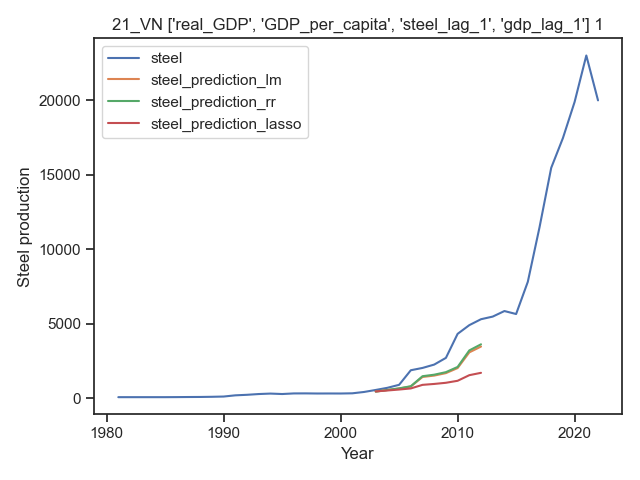 21_VN ['real_GDP', 'GDP_per_capita', 'steel_lag_1', 'gdp_lag_1'] 1
steel
steel_prediction_lm
steel_prediction_rr
steel_prediction_lasso
Steel production
20000
15000
10000
5000
0
1980 1990 2000 2010 2020
Year